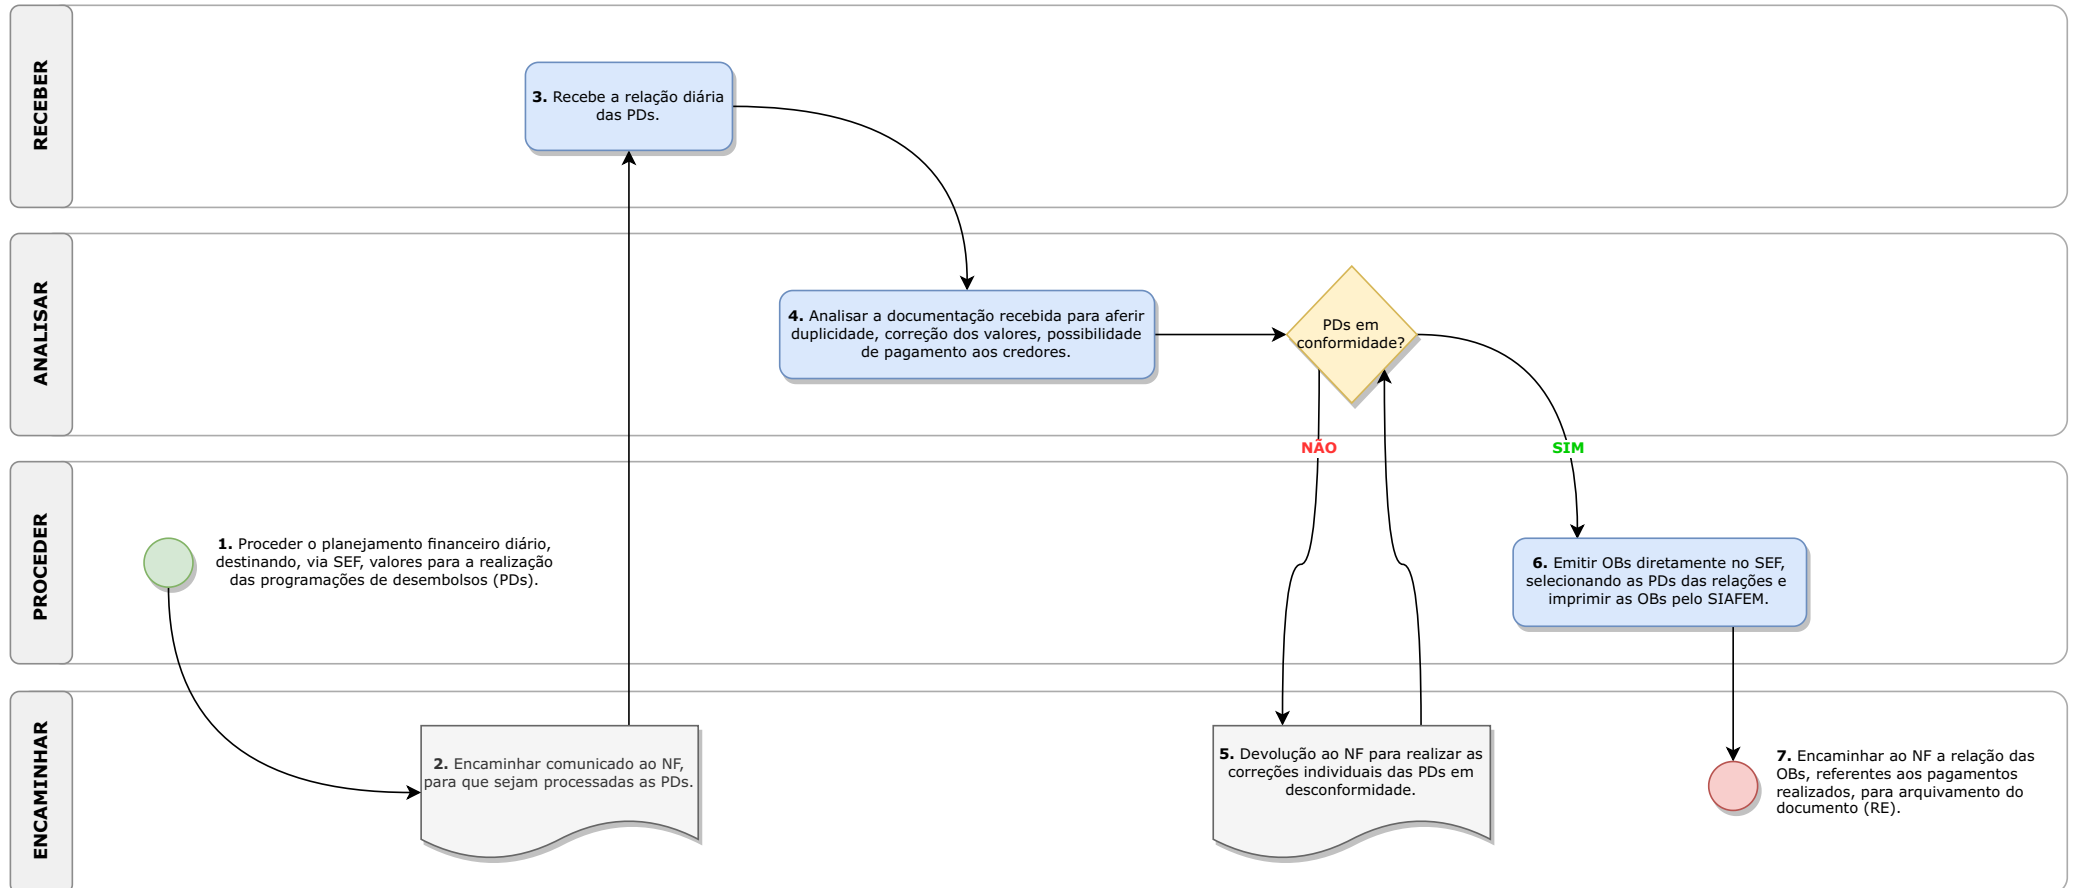 RECEBER
3. Recebe a relação diária
das PDs.
ANALISAR
4. Analisar a documentação recebida para aferir
duplicidade, correção dos valores, possibilidade
de pagamento aos credores.
PDs em
conformidade?
NÃO
SIM
PROCEDER
1. Proceder o planejamento financeiro diário,
destinando, via SEF, valores para a realização
das programações de desembolsos (PDs).
6. Emitir OBs diretamente no SEF,
selecionando as PDs das relações e
imprimir as OBs pelo SIAFEM.
ENCAMINHAR
2. Encaminhar comunicado ao NF,
para que sejam processadas as PDs.
5. Devolução ao NF para realizar as
correções individuais das PDs em
desconformidade.
7. Encaminhar ao NF a relação das
OBs, referentes aos pagamentos
realizados, para arquivamento do
documento (RE).